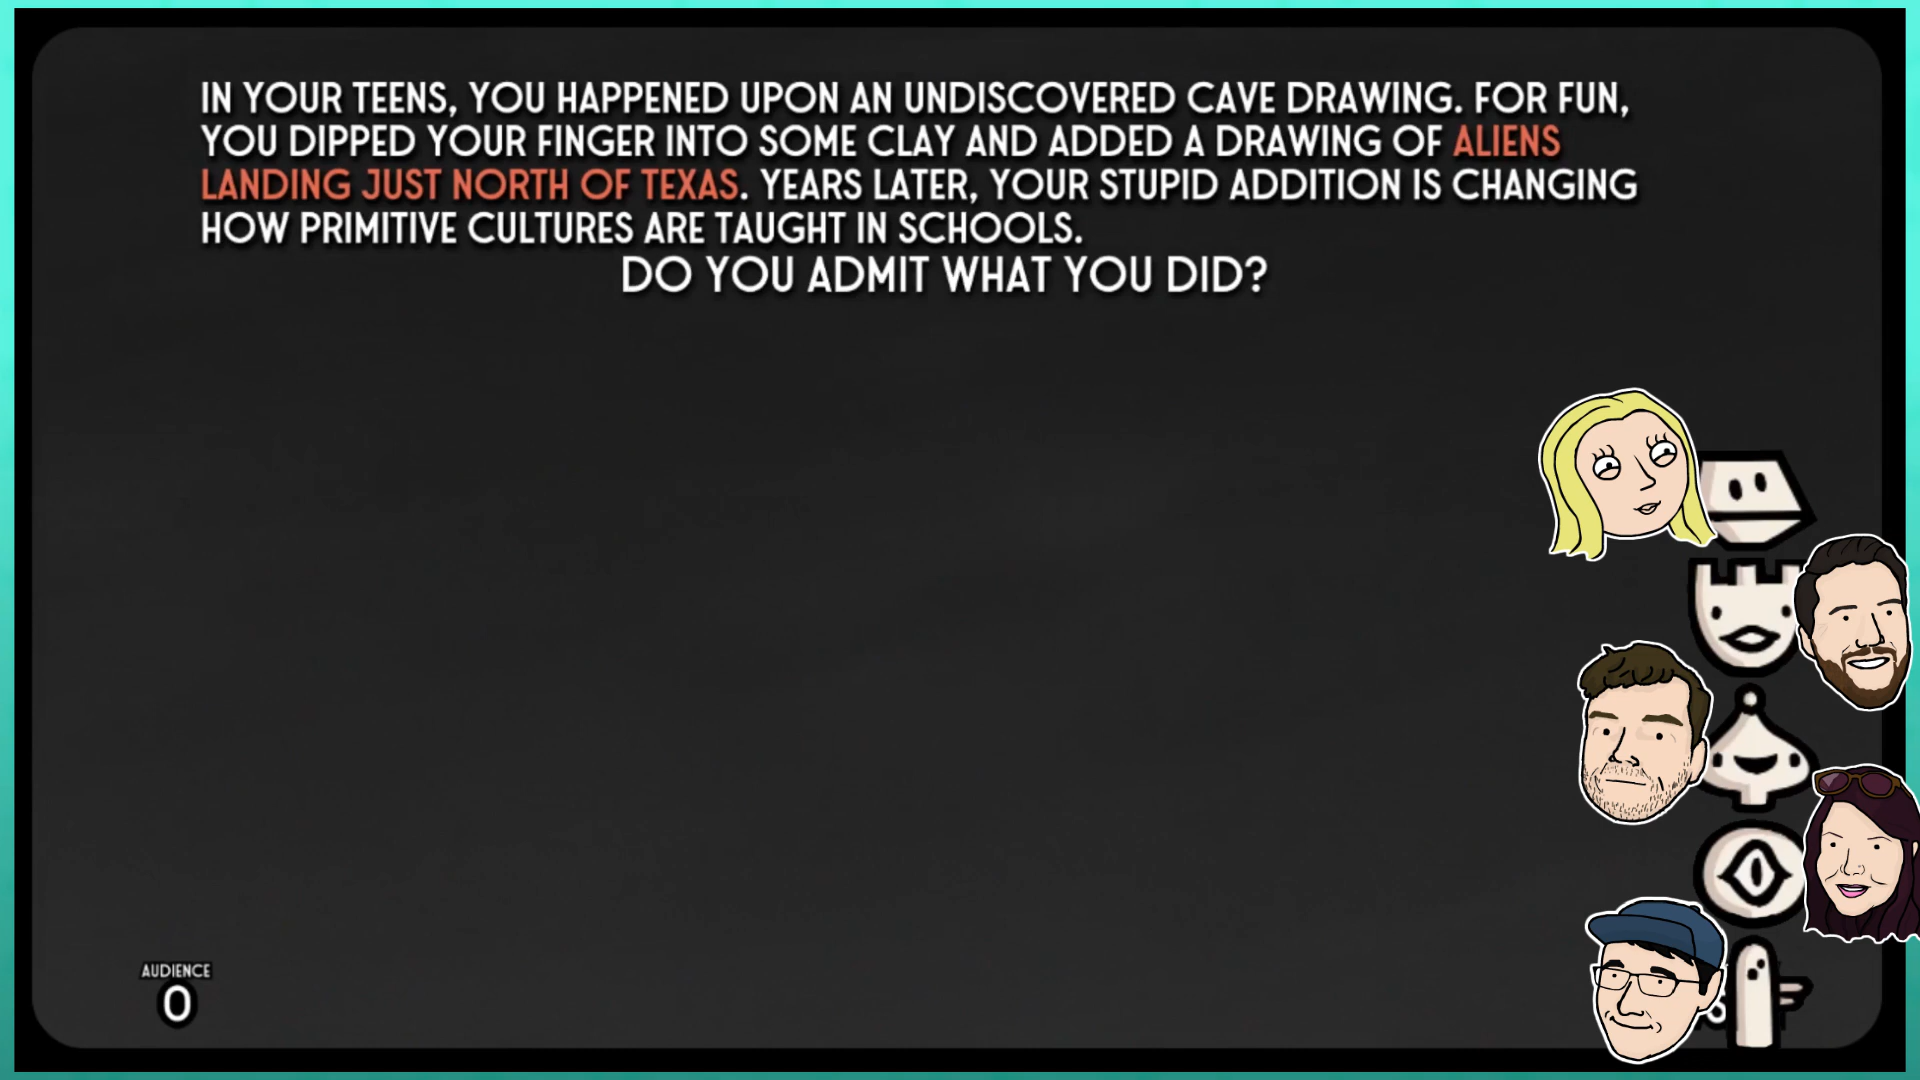 IN YOUR TEENS, YOU HAPPENED UPON AN UNDISCOVERED CAVE DRAWING. FOR FUN,
YOU DIPPED YOUR FINGER INTO SOME CLAY AND ADDED A DRAWING OF ALIENS
LANDING JUST NORTH OF TEXAS. YEARS LATER, YOUR STUPID ADDITION IS CHANGING
HOW PRIMITIVE CULTURES ARE TAUGHT IN SCHOOLS.
DO YOU ADMIT WHAT YOU DID?
AUDIENCE
0